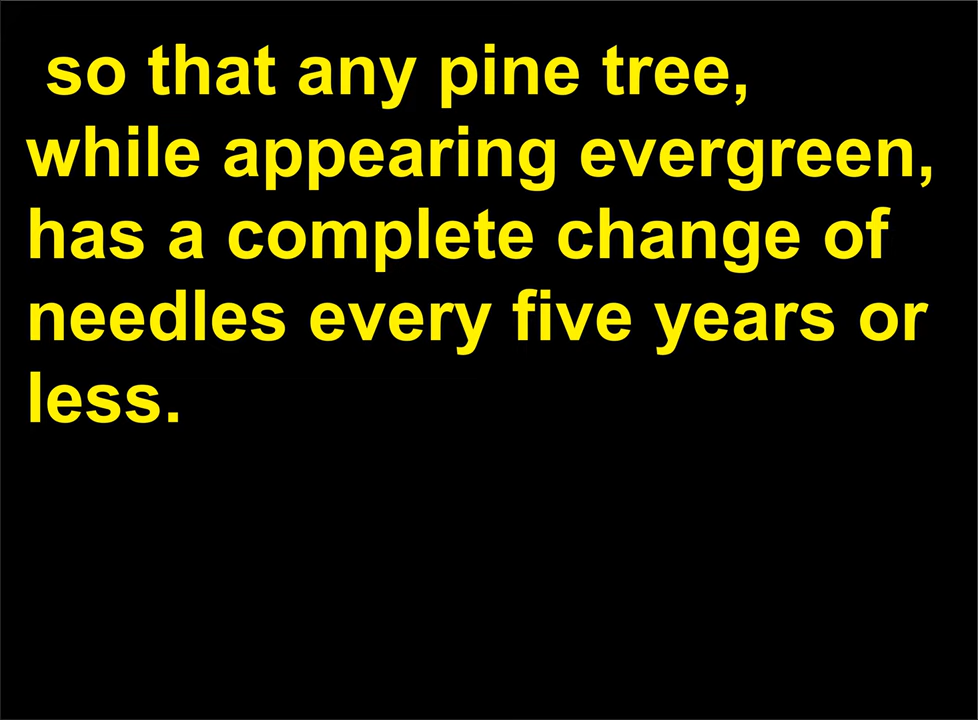 so that any pine tree,
while appearing evergreen,
has a complete change of
needles every five years or
less.